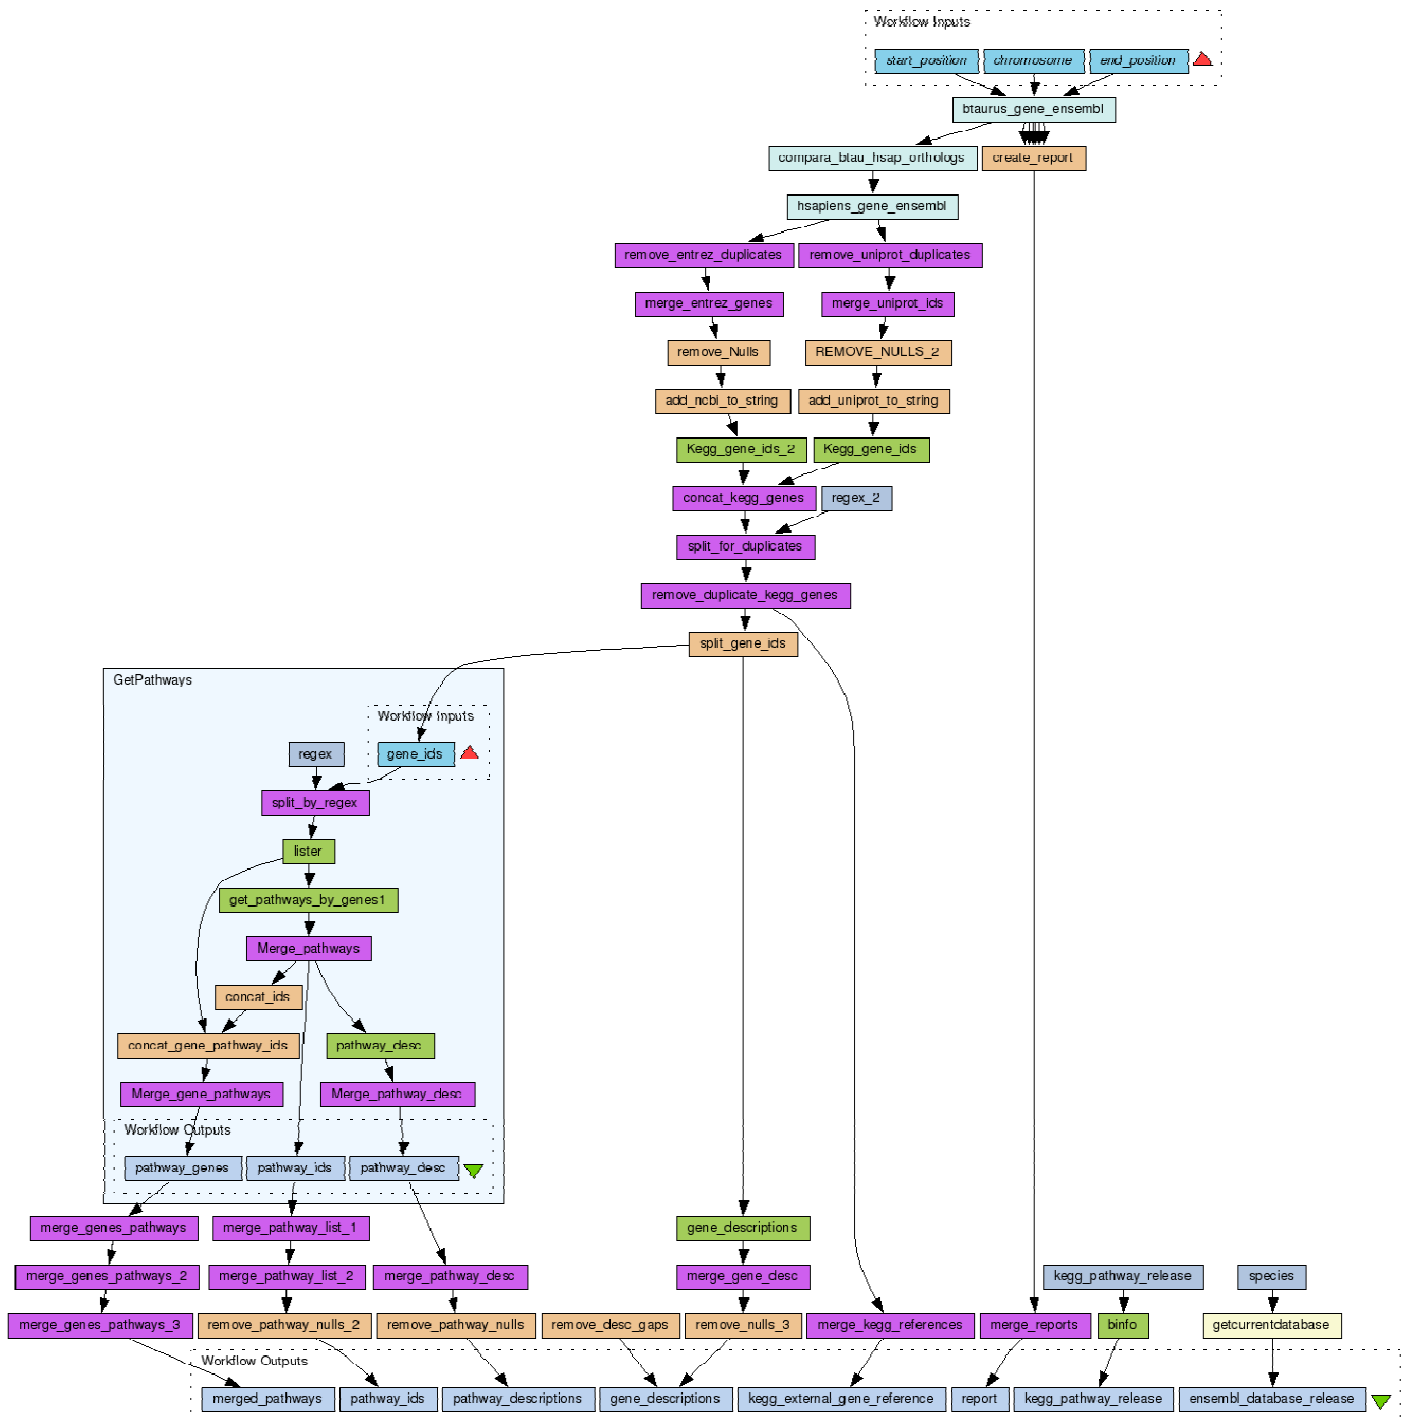 Workflow Inputs
start_position
chromosome
end_position
btaurus_gene_ensembl
compara_btau_hsap_orthologs
create_report
hsapiens_gene_ensembl
remove_entrez_duplicates
remove_uniprot_duplicates
merge_entrez_genes
merge_uniprot_ids
remove_Nulls
REMOVE_NULLS_2
add_ncbi_to_string
add_uniprot_to_string
Kegg_gene_ids_2
Kegg_gene_ids
concat_kegg_genes
regex_2
split_for_duplicates
remove_duplicate_kegg_genes
split_gene_ids
GetPathways
Workflow Inputs
regex
gene_ids
split_by_regex
lister
get_pathways_by_genes1
Merge_pathways
concat_ids
concat_gene_pathway_ids
pathway_desc
Merge_gene_pathways
Merge_pathway_desc
Workflow Outputs
pathway_genes
pathway_ids
pathway_desc
merge_genes_pathways
merge_pathway_list_1
gene_descriptions
merge_genes_pathways_2
merge_pathway_list_2
merge_pathway_desc
merge_gene_desc
kegg_pathway_release
species
merge_genes_pathways_3
remove_pathway_nulls_2
remove_pathway_nulls
remove_desc_gaps
remove_nulls_3
merge_kegg_references
merge_reports
binfo
getcurrentdatabase
Workflow Outputs
merged_pathways
pathway_ids
pathway_descriptions
gene_descriptions
kegg_external_gene_reference
report
kegg_pathway_release
ensembl_database_release